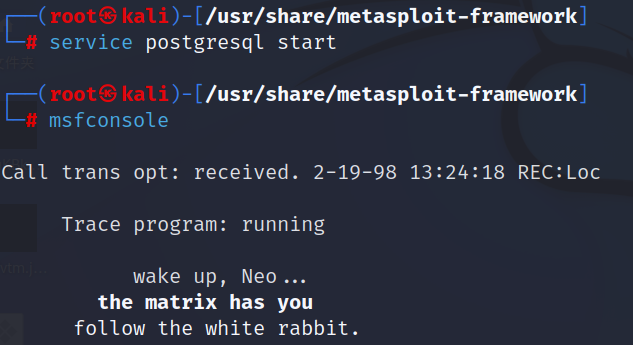 ┌──(root㉿kali)-[/usr/share/metasploit-framework]
└─# service postgresql start
┌──(root㉿kali)-[/usr/share/metasploit-framework]
└─# msfconsole
Call trans opt: received. 2-19-98 13:24:18 REC:Loc
Trace program: running
wake up, Neo...
the matrix has you
follow the white rabbit.